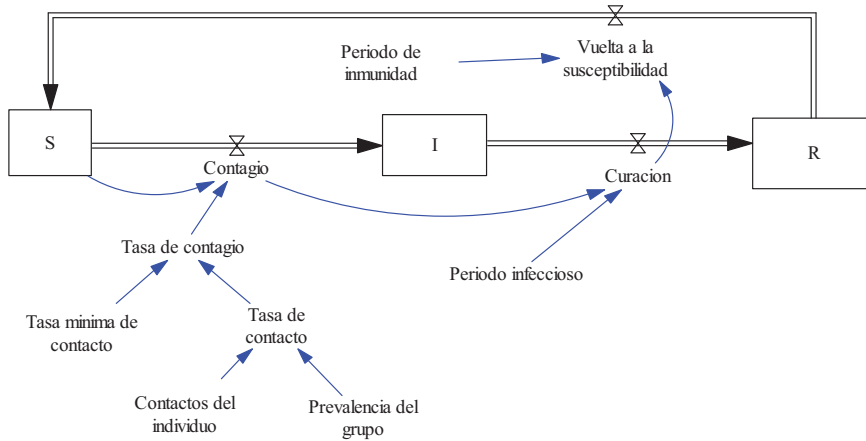 Periodo de
inmunidad
Vuelta a la
susceptibilidad
S
I
R
Contagio
Curacion
Tasa de contagio
Periodo infeccioso
Tasa minima de
contacto
Tasa de
contacto
Contactos del
individuo
Prevalencia del
grupo